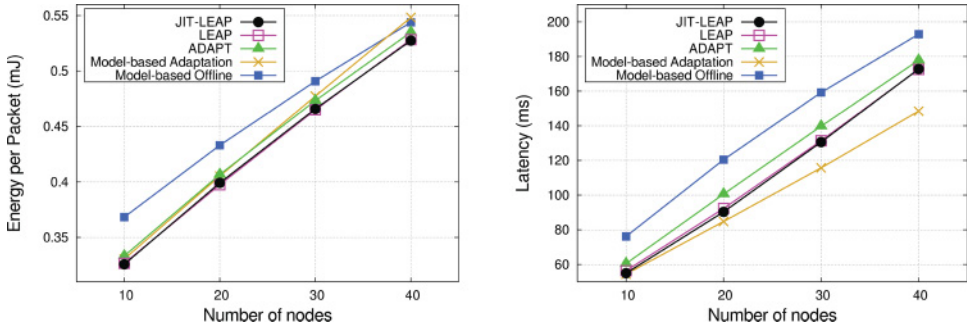 JIT-LEAP
LEAP
ADAPT
Model-based Adaptation
Model-based Offline
0.55
0.5
0.45
0.4
0.35
10 20 30 40
Number of nodes
Energy per Packet (mJ)
JIT-LEAP
LEAP
ADAPT
Model-based Adaptation
Model-based Offline
200
180
160
140
120
100
80
60
10 20 30 40
Number of nodes
Latency (ms)